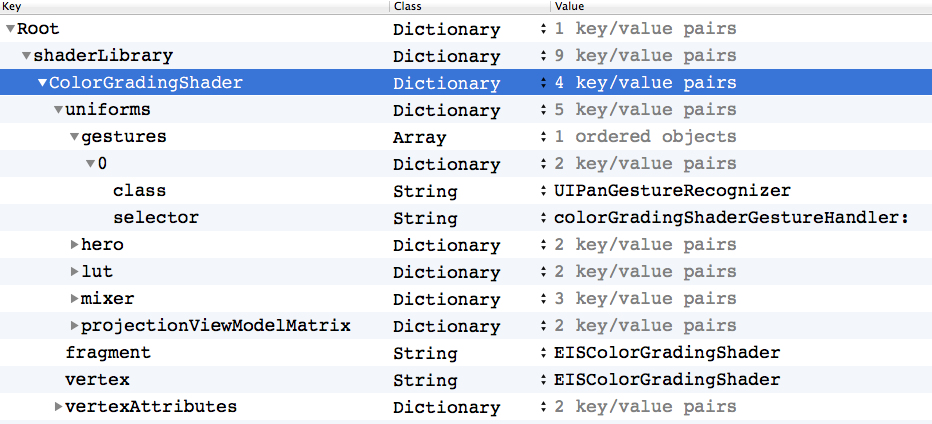 Key Class Value
Root Dictionary 1 key/value pairs
shaderLibrary Dictionary 9 key/value pairs
ColorGradingShader Dictionary 4 key/value pairs
uniforms Dictionary 5 key/value pairs
gestures Array 1 ordered objects
0 Dictionary 2 key/value pairs
class String UIPanGestureRecognizer
selector String colorGradingShaderGestureHandler:
hero Dictionary 2 key/value pairs
lut Dictionary 2 key/value pairs
mixer Dictionary 3 key/value pairs
projectionViewModelMatrix Dictionary 2 key/value pairs
fragment String EISColorGradingShader
vertex String EISColorGradingShader
vertexAttributes Dictionary 2 key/value pairs